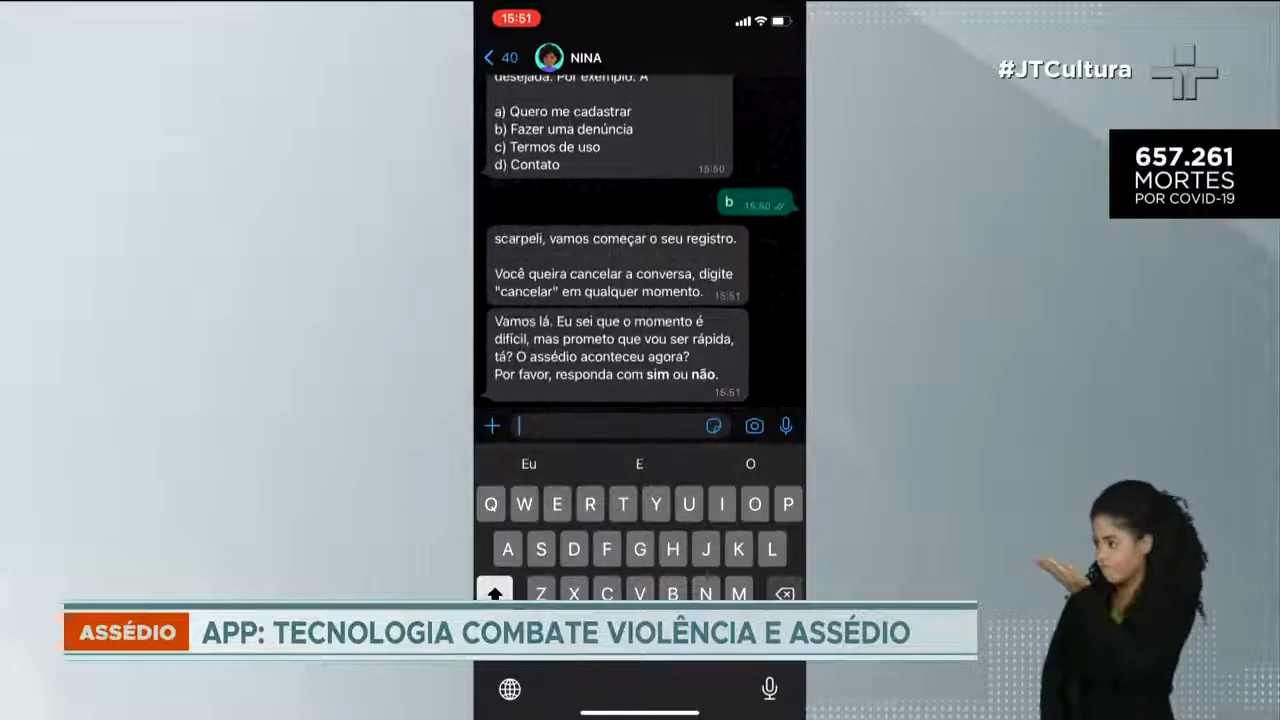 15:51
40
NINA
desejada. Por exemplo: A
a) Quero me cadastrar
b) Fazer uma denúncia
c) Termos de uso
d) Contato
15:50
b
15:50
scarpeli, vamos começar o seu registro.
Você queira cancelar a conversa, digite
"cancelar" em qualquer momento.
15:51
Vamos lá. Eu sei que o momento é
difícil, mas prometo que vou ser rápida,
tá? O assédio aconteceu agora?
Por favor, responda com sim ou não.
15:51
Eu E O
Q W E R T Y U I O P
A S D F G H J K L
Z X C V B N M
#JTCultura
657.261
MORTES
POR COVID-19
ASSÉDIO
APP: TECNOLOGIA COMBATE VIOLÊNCIA E ASSÉDIO